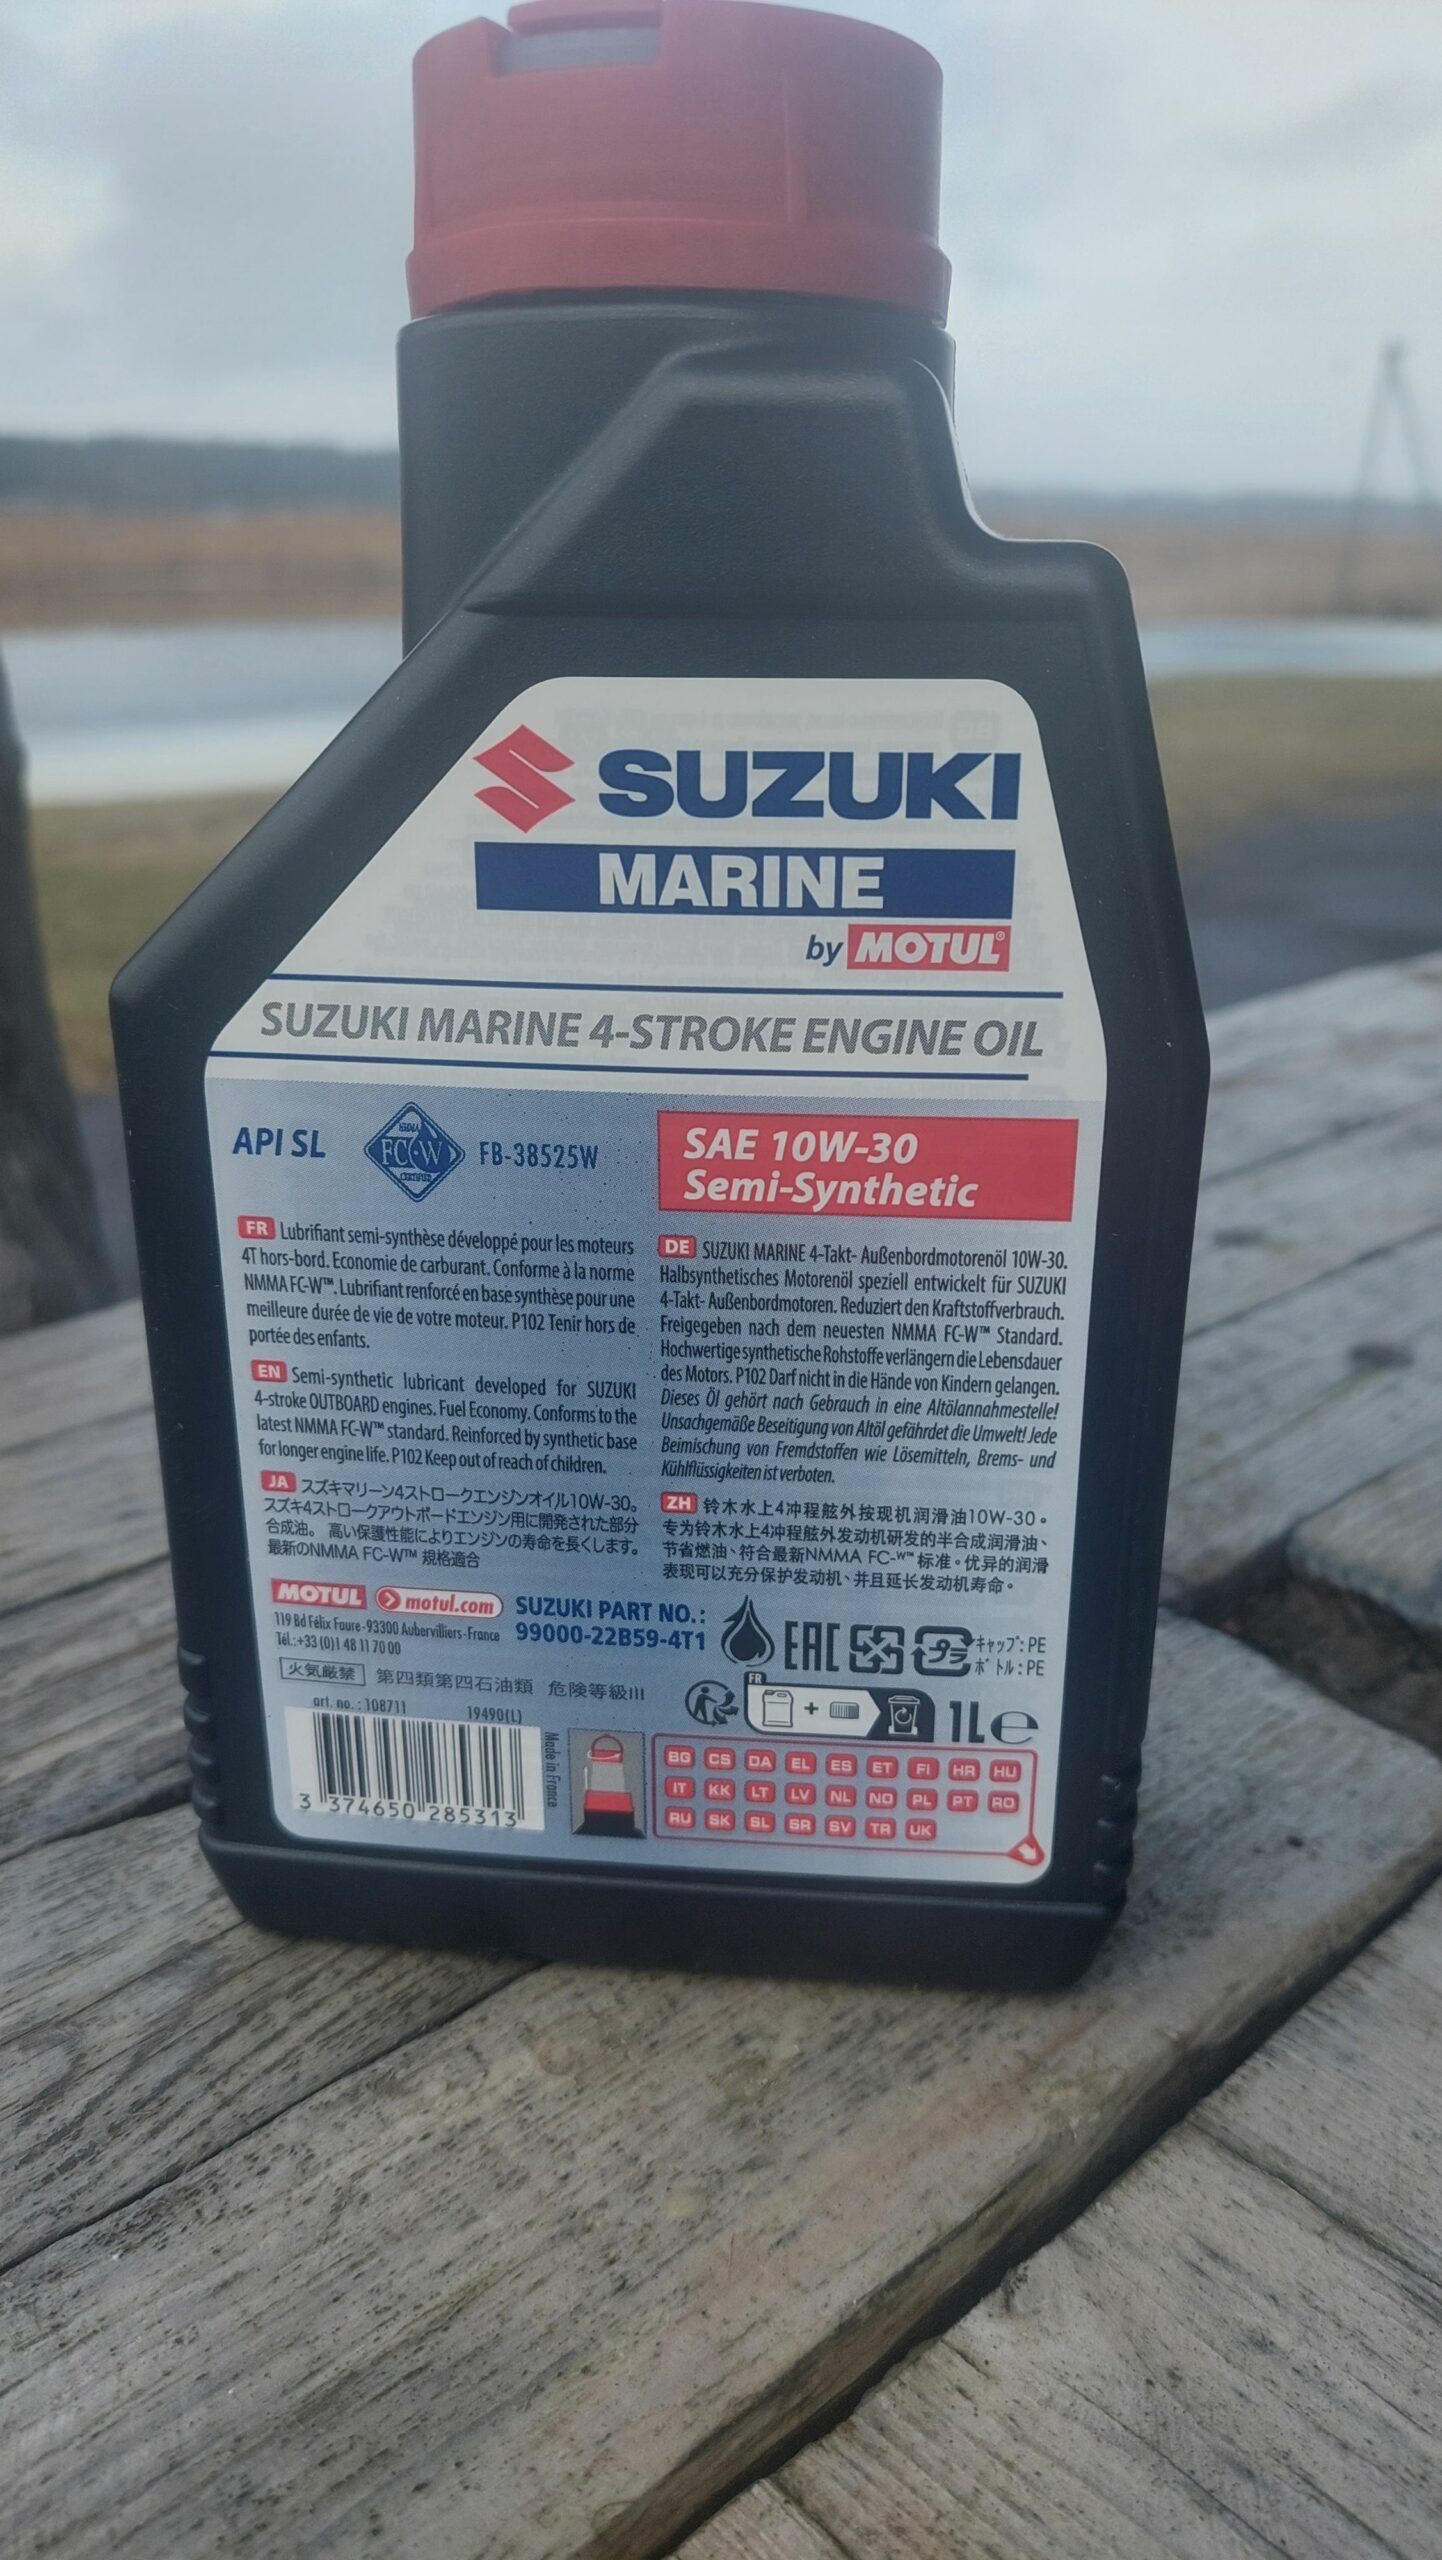 SUZUKI
MARINE
by MOTUL®
SUZUKI MARINE 4-STROKE ENGINE OIL
API SL
NMMA
FC-W
CERTIFIED
FB-38525W
SAE 10W-30
Semi-Synthetic
FR Lubrifiant semi-synthèse développé pour les moteurs
4T hors-bord. Economie de carburant. Conforme à la norme
NMMA FC-W™. Lubrifiant renforcé en base synthèse pour une
meilleure durée de vie de votre moteur. P102 Tenir hors de
portée des enfants.
EN Semi-synthetic lubricant developed for SUZUKI
4-stroke OUTBOARD engines. Fuel Economy. Conforms to the
latest NMMA FC-W™ standard. Reinforced by synthetic base
for longer engine life. P102 Keep out of reach of children.
JA スズキマリーン4ストロークエンジンオイル10W-30。
スズキ4ストロークアウトボードエンジン用に開発された部分
合成油。 高い保護性能によりエンジンの寿命を長くします。
最新のNMMA FC-W™ 規格適合
DE SUZUKI MARINE 4-Takt- Außenbordmotorenöl 10W-30.
Halbsynthetisches Motorenöl speziell entwickelt für SUZUKI
4-Takt- Außenbordmotoren. Reduziert den Kraftstoffverbrauch.
Freigegeben nach dem neuesten NMMA FC-W™ Standard.
Hochwertige synthetische Rohstoffe verlängern die Lebensdauer
des Motors. P102 Darf nicht in die Hände von Kindern gelangen.
Dieses Öl gehört nach Gebrauch in eine Altölannahmestelle!
Unsachgemäße Beseitigung von Altöl gefährdet die Umwelt! Jede
Beimischung von Fremdstoffen wie Lösemitteln, Brems- und
Kühlflüssigkeiten ist verboten.
ZH 铃木水上4冲程舷外按现机润滑油10W-30。
专为铃木水上4冲程舷外发动机研发的半合成润滑油、
节省燃油、符合最新NMMA FC-W™ 标准。优异的润滑
表现可以充分保护发动机、并且延长发动机寿命。
MOTUL motul.com
119 Bd Félix Faure-93300 Aubervilliers-France
Tél.:+33 (0)1 48 11 70 00
SUZUKI PART NO.:
99000-22B59-4T1
EAC
プラ
キャップ: PE
ボトル: PE
火気厳禁 第四類第四石油類 危険等級III
FR
+
1L e
art. no.: 108711 19490(L)
3 374650 285313
Made in France
BG CS DA EL ES ET FI HR HU
IT KK LT LV NL NO PL PT RO
RU SK SL SR SV TR UK